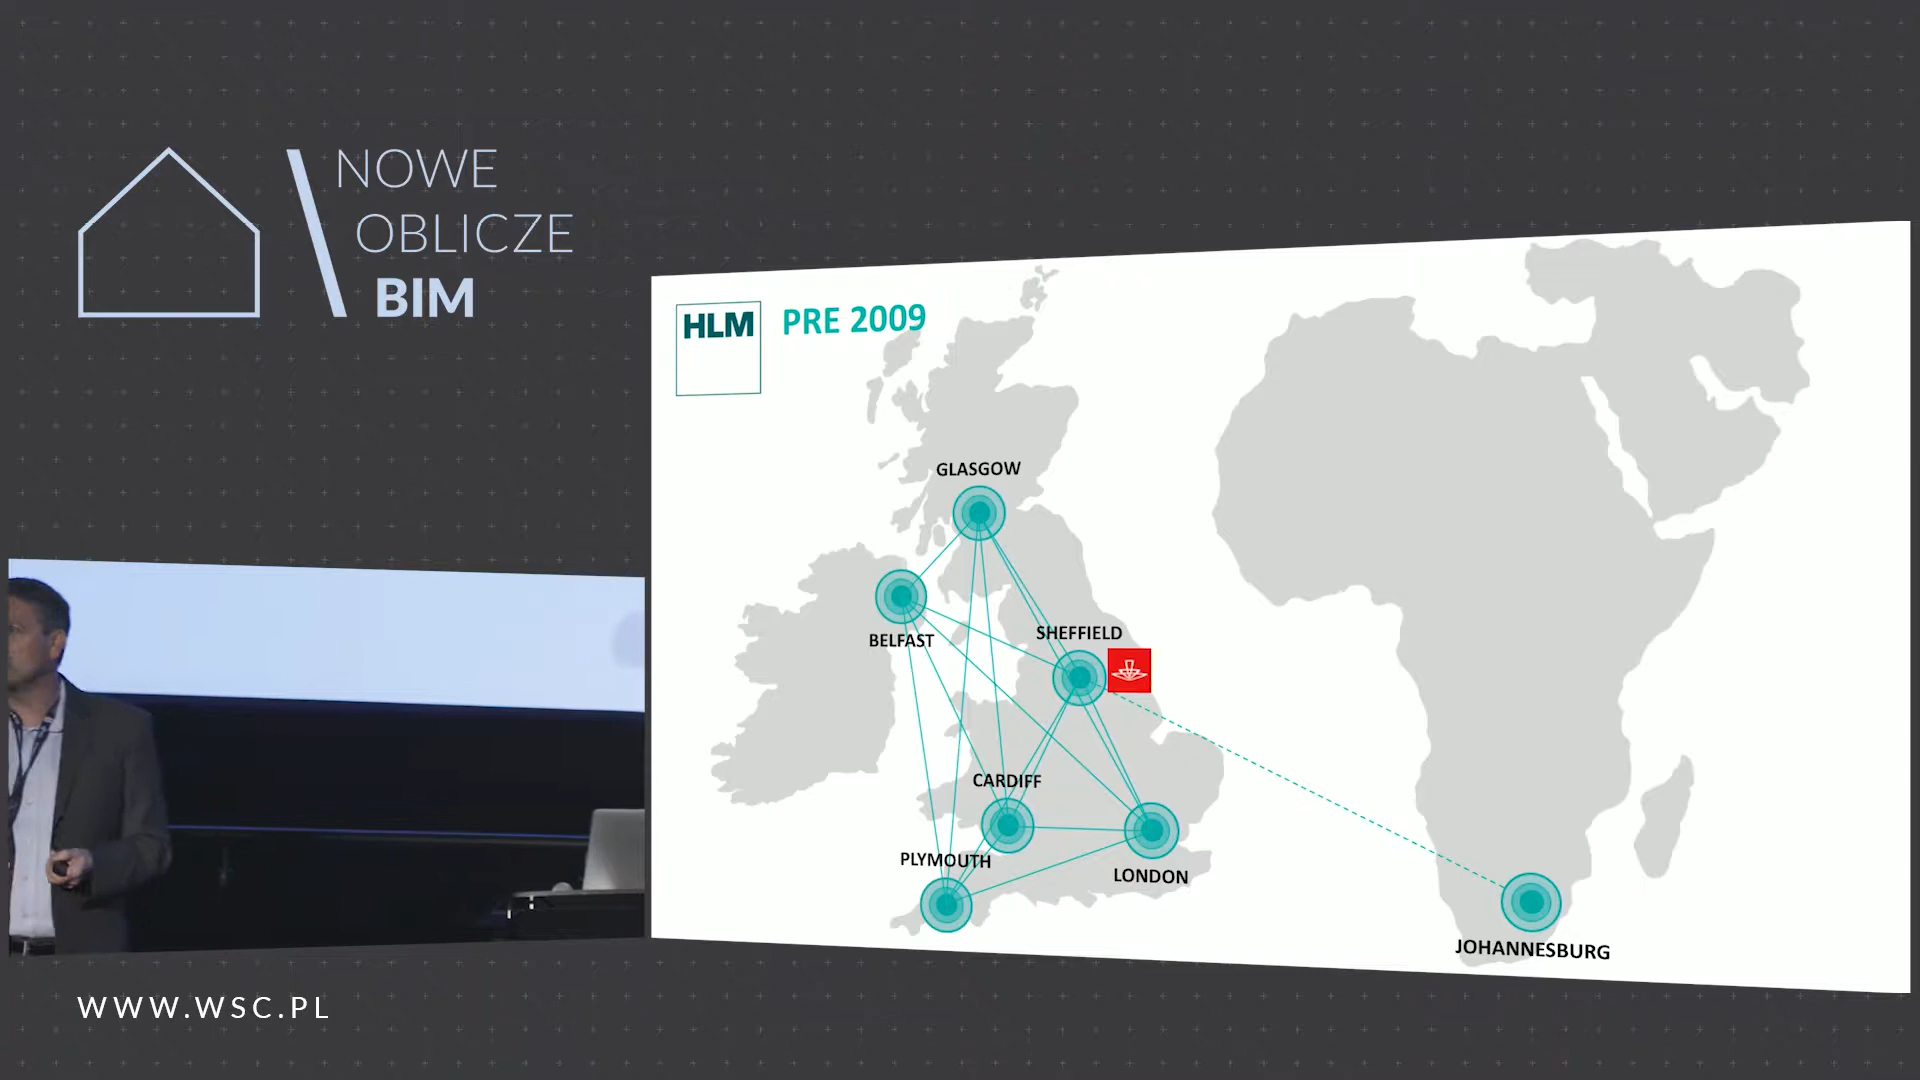 NOWE
OBLICZE
BIM
HLM
PRE 2009
GLASGOW
BELFAST
SHEFFIELD
CARDIFF
PLYMOUTH
LONDON
JOHANNESBURG
WWW.WSC.PL